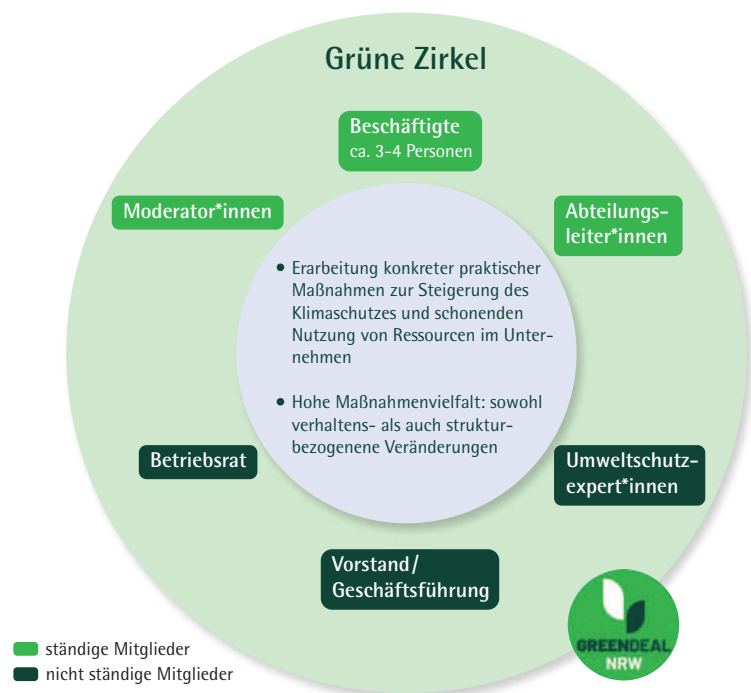 Grüne Zirkel
Beschäftigte
ca. 3-4 Personen
Moderator*innen
Abteilungs-
leiter*innen
• Erarbeitung konkreter praktischer
Maßnahmen zur Steigerung des
Klimaschutzes und schonenden
Nutzung von Ressourcen im Unter-
nehmen
• Hohe Maßnahmenvielfalt: sowohl
verhaltens- als auch struktur-
bezogenene Veränderungen
Betriebsrat
Umweltschutz-
expert*innen
Vorstand/
Geschäftsführung
GREENDEAL
NRW
ständige Mitglieder
nicht ständige Mitglieder